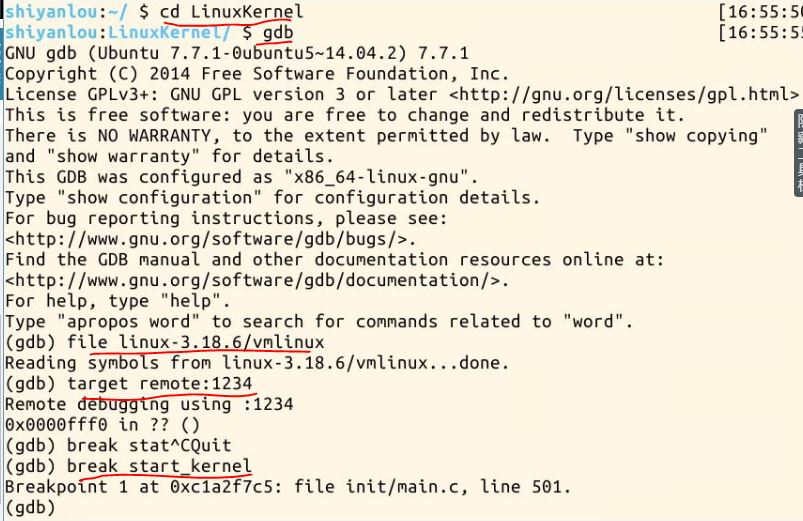 shiyanlou:~/ $ cd LinuxKernel [16:55:50
shiyanlou:LinuxKernel/ $ gdb [16:55:55
GNU gdb (Ubuntu 7.7.1-0ubuntu5~14.04.2) 7.7.1
Copyright (C) 2014 Free Software Foundation, Inc.
License GPLv3+: GNU GPL version 3 or later <http://gnu.org/licenses/gpl.html>
This is free software: you are free to change and redistribute it.
There is NO WARRANTY, to the extent permitted by law.  Type "show copying"
and "show warranty" for details.
This GDB was configured as "x86_64-linux-gnu".
Type "show configuration" for configuration details.
For bug reporting instructions, please see:
<http://www.gnu.org/software/gdb/bugs/>.
Find the GDB manual and other documentation resources online at:
<http://www.gnu.org/software/gdb/documentation/>.
For help, type "help".
Type "apropos word" to search for commands related to "word".
(gdb) file linux-3.18.6/vmlinux
Reading symbols from linux-3.18.6/vmlinux...done.
(gdb) target remote:1234
Remote debugging using :1234
0x0000fff0 in ?? ()
(gdb) break stat^CQuit
(gdb) break start_kernel
Breakpoint 1 at 0xc1a2f7c5: file init/main.c, line 501.
(gdb)